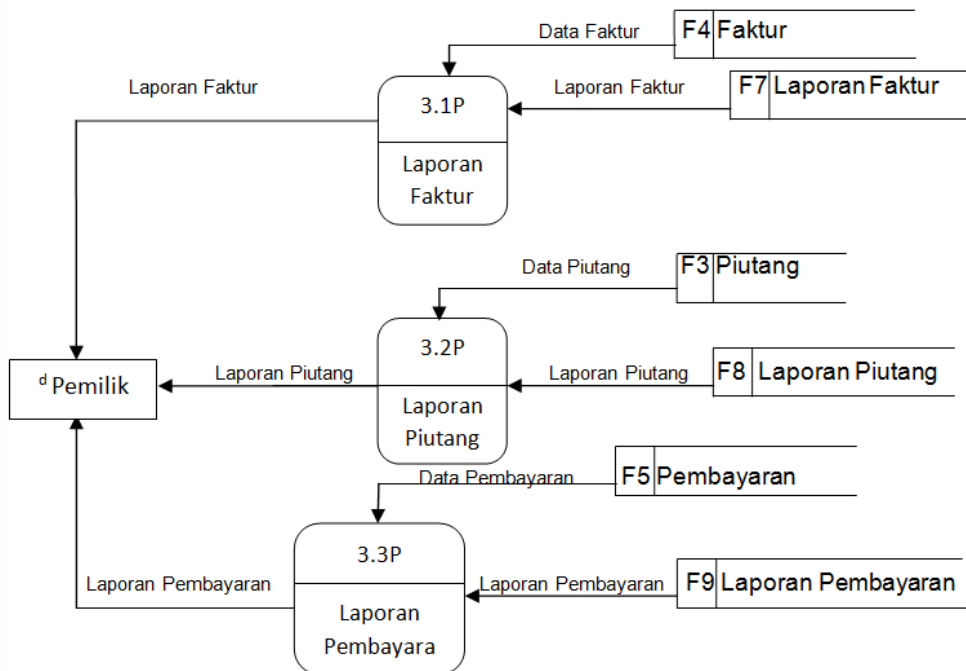 Data Faktur
F4 Faktur
Laporan Faktur
3.1P
Laporan Faktur
F7 Laporan Faktur
Laporan
Faktur
Data Piutang
F3 Piutang
3.2P
d Pemilik
Laporan Piutang
Laporan Piutang
F8 Laporan Piutang
Laporan
Piutang
Data Pembayaran
F5 Pembayaran
3.3P
Laporan Pembayaran
Laporan Pembayaran
F9 Laporan Pembayaran
Laporan
Pembayara